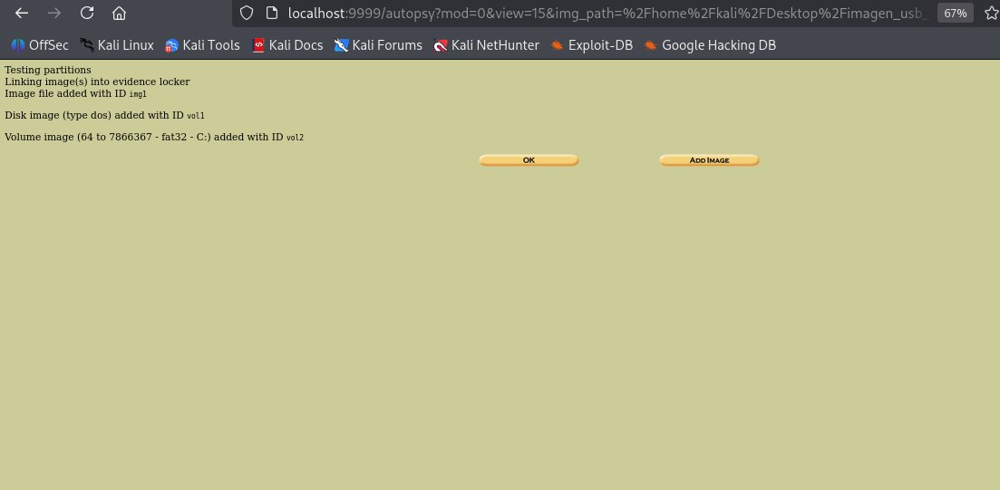 localhost:9999/autopsy?mod=0&view=15&img_path=%2Fhome%2Fkali%2FDesktop%2Fimagen_usb_
67%
OffSec Kali Linux Kali Tools Kali Docs Kali Forums Kali NetHunter Exploit-DB Google Hacking DB
Testing partitions
Linking image(s) into evidence locker
Image file added with ID img1
Disk image (type dos) added with ID vol1
Volume image (64 to 7866367 - fat32 - C:) added with ID vol2
OK ADD IMAGE